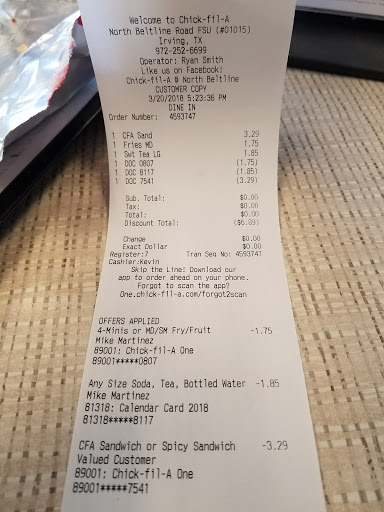 Welcome to Chick-fil-A
North Beltline Road FSU (#01015)
Irving, TX
972-252-6699
Operator: Ryan Smith
Like us on Facebook!
Chick-fil-A @ North Beltline
CUSTOMER COPY
3/20/2018 5:23:36 PM
DINE IN
Order Number: 4593747
1 CFA Sand 3.29
1 Fries MD 1.75
1 Swt Tea LG 1.85
1 DOC 0807 (1.75)
1 DOC 8117 (1.85)
1 DOC 7541 (3.29)
Sub. Total: $0.00
Tax: $0.00
Total: $0.00
Discount Total: ($6.89)
Change $0.00
Exact Dollar $0.00
Register:7 Tran Seq No: 4593747
Cashier:Kevin
Skip the Line! Download our
app to order ahead on your phone.
Forgot to scan the app?
One.chick-fil-a.com/forgot2scan
OFFERS APPLIED
4-Minis or MD/SM Fry/Fruit -1.75
Mike Martinez
89001: Chick-fil-A One
89001*****0807
Any Size Soda, Tea, Bottled Water -1.85
Mike Martinez
81318: Calendar Card 2018
81318*****8117
CFA Sandwich or Spicy Sandwich -3.29
Valued Customer
89001: Chick-fil-A One
89001*****7541